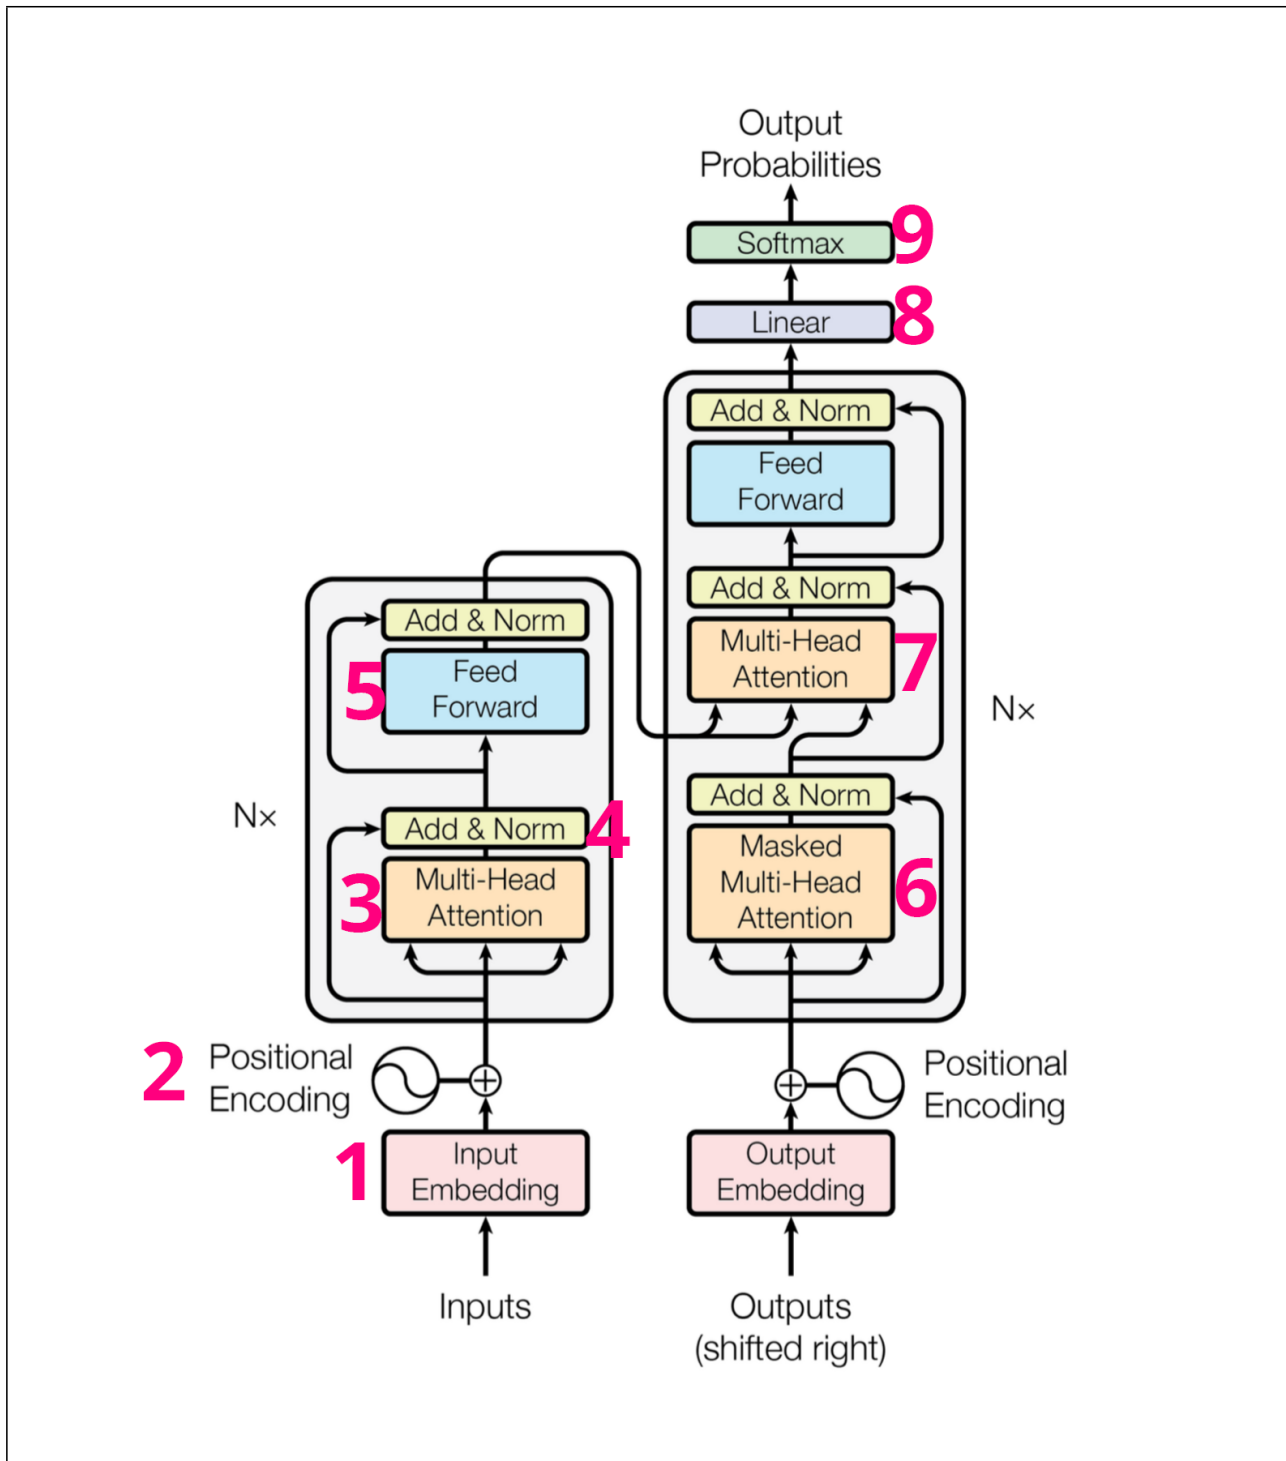 Output
Probabilities
Softmax
9
Linear
8
Add & Norm
Feed
Forward
Add & Norm
Multi-Head
Attention
7
Nx
Add & Norm
Masked
Multi-Head
Attention
6
Positional
Encoding
Output
Embedding
Outputs
(shifted right)
Add & Norm
5
Feed
Forward
Nx
Add & Norm
4
3
Multi-Head
Attention
2
Positional
Encoding
1
Input
Embedding
Inputs